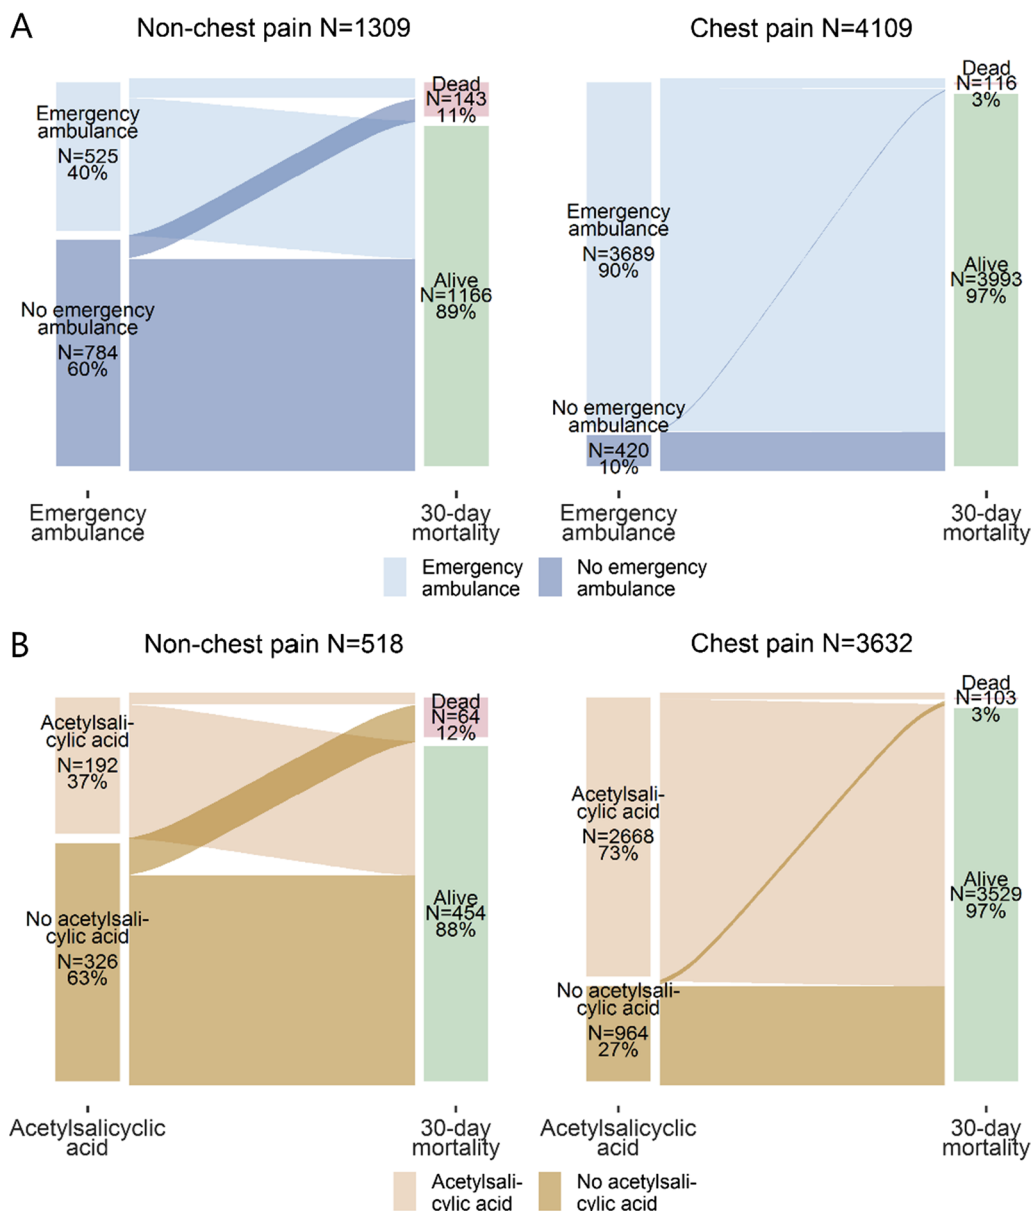 A
Non-chest pain N=1309
Chest pain N=4109
Emergency
ambulance
N=525
40%
No emergency
ambulance
N=784
60%
Dead
N=143
11%
Alive
N=1166
89%
Emergency
ambulance
30-day
mortality
Emergency
ambulance
N=3689
90%
No emergency
ambulance
N=420
10%
Dead
N=116
3%
Alive
N=3993
97%
Emergency
ambulance
30-day
mortality
Emergency
ambulance
No emergency
ambulance
B
Non-chest pain N=518
Chest pain N=3632
Acetylsali-
cylic acid
N=192
37%
No acetylsali-
cylic acid
N=326
63%
Dead
N=64
12%
Alive
N=454
88%
Acetylsalicyclic
acid
30-day
mortality
Acetylsali-
cylic acid
N=2668
73%
No acetylsali-
cylic acid
N=964
27%
Dead
N=103
3%
Alive
N=3529
97%
Acetylsalicyclic
acid
30-day
mortality
Acetylsali-
cylic acid
No acetylsali-
cylic acid